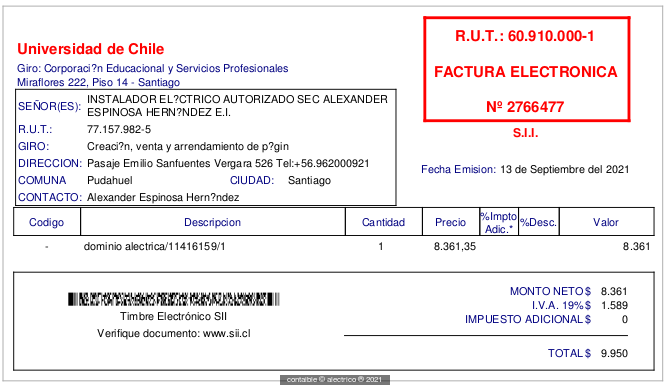 Universidad de Chile
Giro: Corporaci?n Educacional y Servicios Profesionales
Miraflores 222, Piso 14 - Santiago
R.U.T.: 60.910.000-1
FACTURA ELECTRONICA
Nº 2766477
S.I.I.
SEÑOR(ES): INSTALADOR EL?CTRICO AUTORIZADO SEC ALEXANDER
ESPINOSA HERN?NDEZ E.I.
R.U.T.: 77.157.982-5
GIRO: Creaci?n, venta y arrendamiento de p?gin
DIRECCION: Pasaje Emilio Sanfuentes Vergara 526 Tel:+56.962000921
COMUNA Pudahuel CIUDAD: Santiago
CONTACTO: Alexander Espinosa Hern?ndez
Fecha Emision: 13 de Septiembre del 2021
Codigo Descripcion Cantidad Precio %Impto Adic.* %Desc. Valor
- dominio alectrica/11416159/1 1 8.361,35 8.361
Timbre Electrónico SII
Verifique documento: www.sii.cl
MONTO NETO $ 8.361
I.V.A. 19% $ 1.589
IMPUESTO ADICIONAL $ 0
TOTAL $ 9.950
contalble © alectrico ® 2021